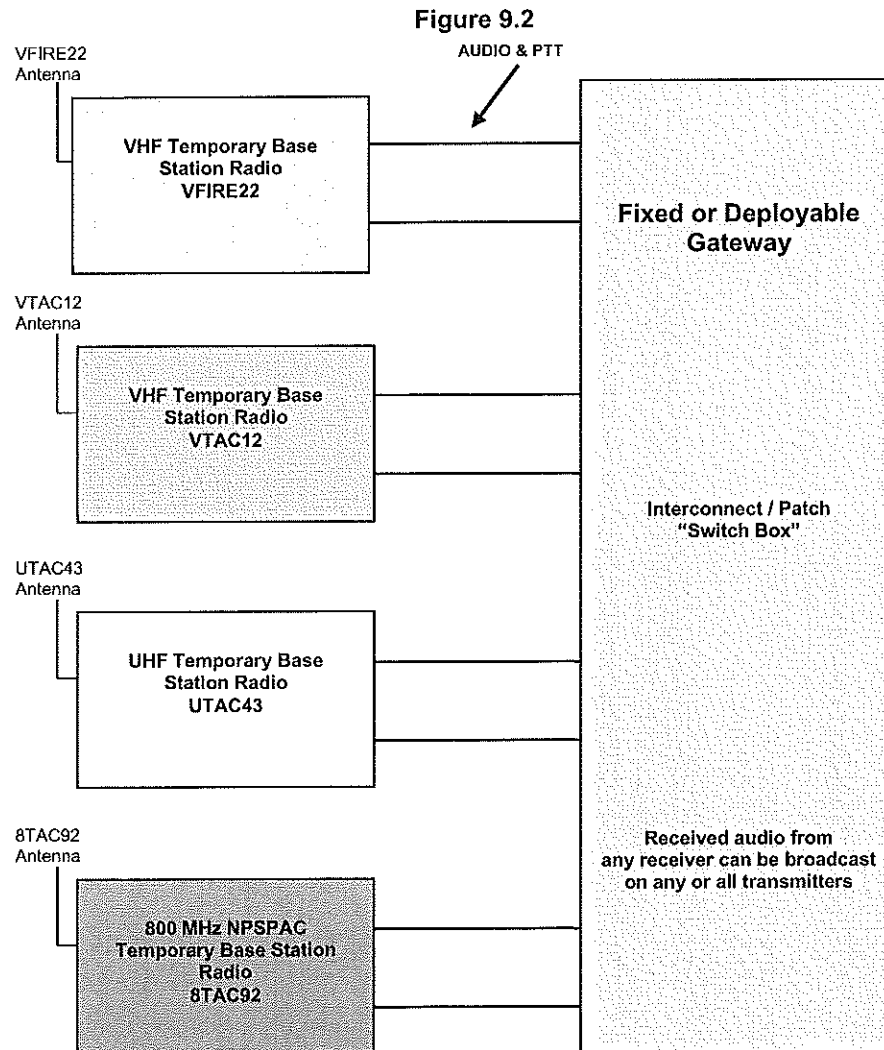 Figure 9.2
AUDIO & PTT
VFIRE22
Antenna
VHF Temporary Base
Station Radio
VFIRE22
Fixed or Deployable
Gateway
VTAC12
Antenna
VHF Temporary Base
Station Radio
VTAC12
Interconnect / Patch
“Switch Box”
UTAC43
Antenna
UHF Temporary Base
Station Radio
UTAC43
8TAC92
Antenna
Received audio from
any receiver can be broadcast
on any or all transmitters
800 MHz NPSPAC
Temporary Base Station
Radio
8TAC92